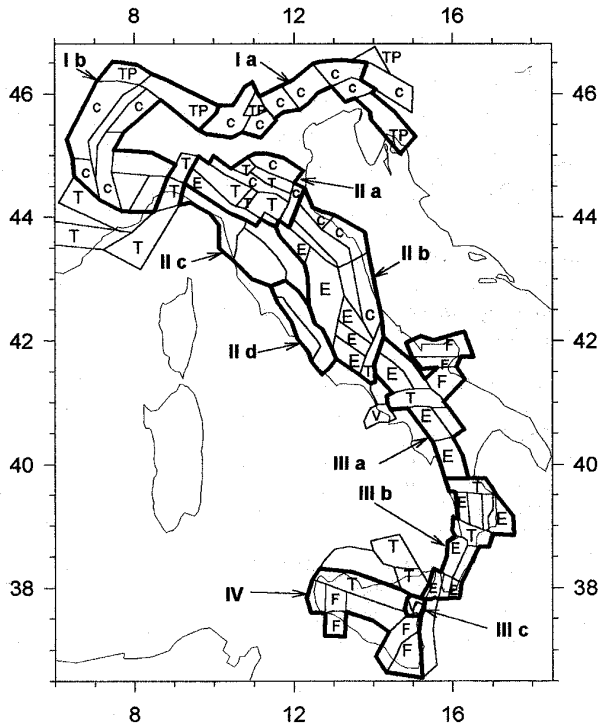 8 12 16
I b
I a
TP
TP
TP
C
C
C
C
C
C
C
C
46 46
C
C
TP
T
T
C
E
T
C
T
T
T
C
II a
T
T
T
44 44
C
C
II c
E
II b
E
E
C
II d
E
E
T
E
F
F
F
42 42
T
V
E
III a
E
40 40
III b
T
E
E
T
E
T
T
38 38
IV
T
F
F
V
E
E
III c
F
F
8 12 16